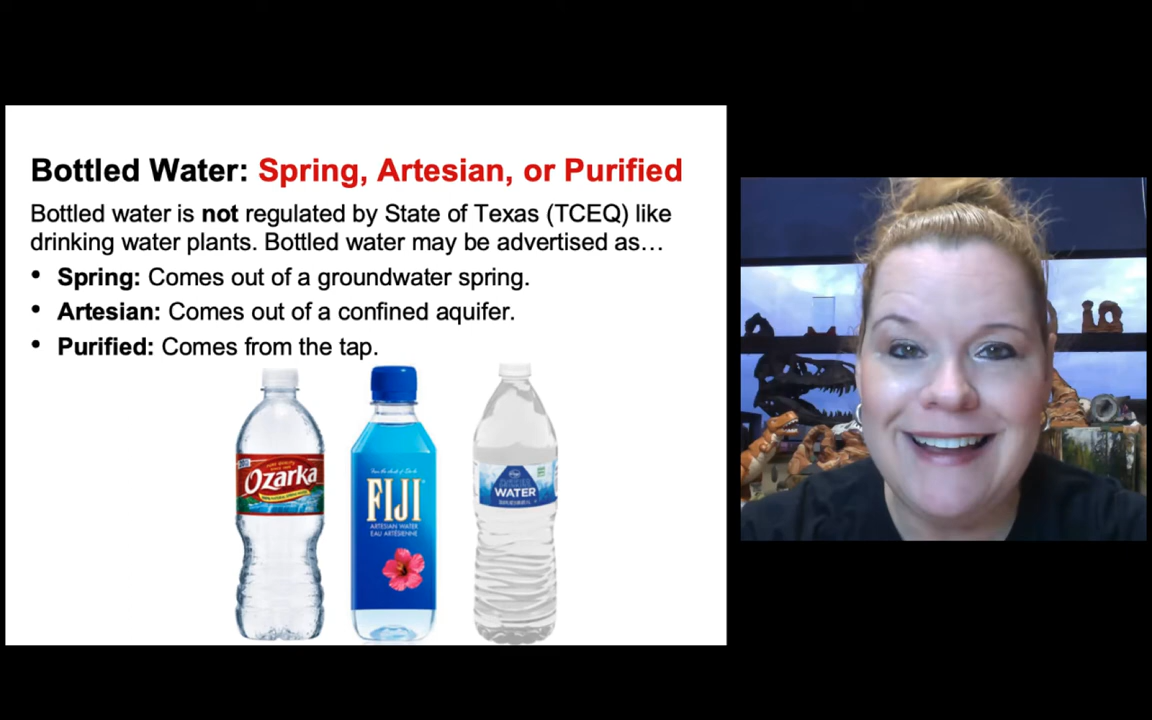 Bottled Water: Spring, Artesian, or Purified
Bottled water is not regulated by State of Texas (TCEQ) like
drinking water plants. Bottled water may be advertised as…
• Spring: Comes out of a groundwater spring.
• Artesian: Comes out of a confined aquifer.
• Purified: Comes from the tap.
Ozarka
FIJI
ARTESIAN WATER
EAU ARTÉSIENNE
WATER